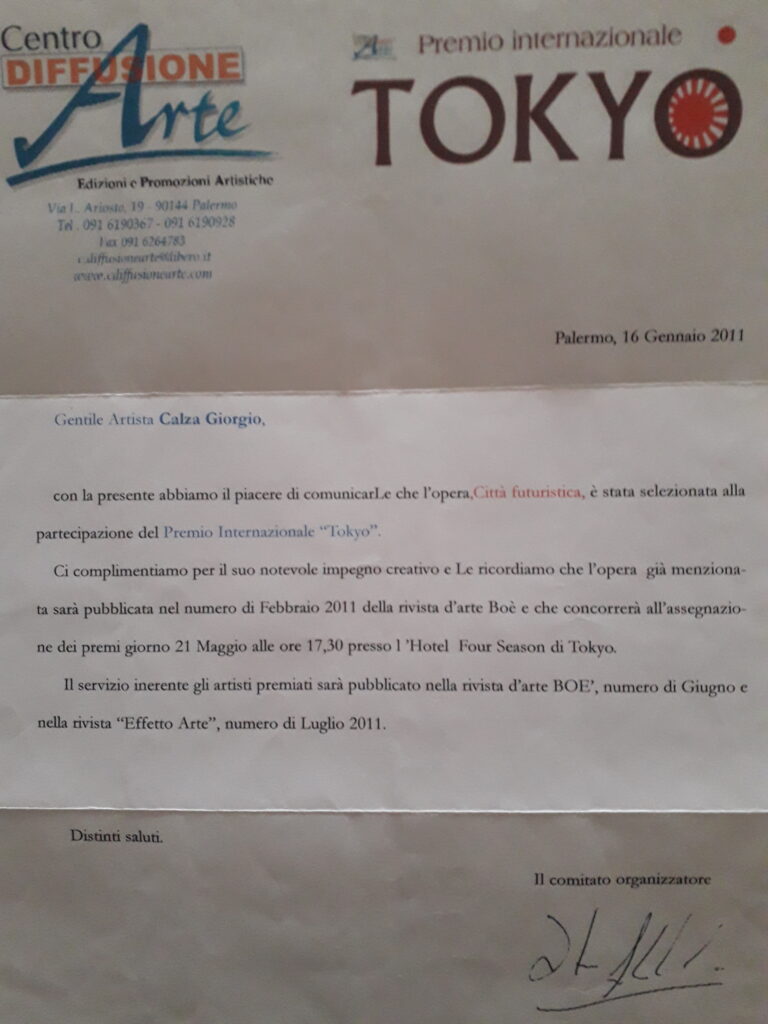 Centro
DIFFUSIONE
Arte
Edizioni e Promozioni Artistiche
Via L. Ariosto, 19 - 90144 Palermo
Tel . 091 6190367 - 091 6190928
Fax 091 6264783
c.diffusionearte@libero.it
www.cdiffusionearte.com
Premio internazionale
TOKYO
Palermo, 16 Gennaio 2011
Gentile Artista Calza Giorgio,
con la presente abbiamo il piacere di comunicarLe che l'opera,Città futuristica, è stata selezionata alla
partecipazione del Premio Internazionale “Tokyo”.
Ci complimentiamo per il suo notevole impegno creativo e Le ricordiamo che l'opera già menziona-
ta sarà pubblicata nel numero di Febbraio 2011 della rivista d'arte Boè e che concorrerà all'assegnazio-
ne dei premi giorno 21 Maggio alle ore 17,30 presso l 'Hotel Four Season di Tokyo.
Il servizio inerente gli artisti premiati sarà pubblicato nella rivista d'arte BOE', numero di Giugno e
nella rivista “Effetto Arte”, numero di Luglio 2011.
Distinti saluti.
Il comitato organizzatore